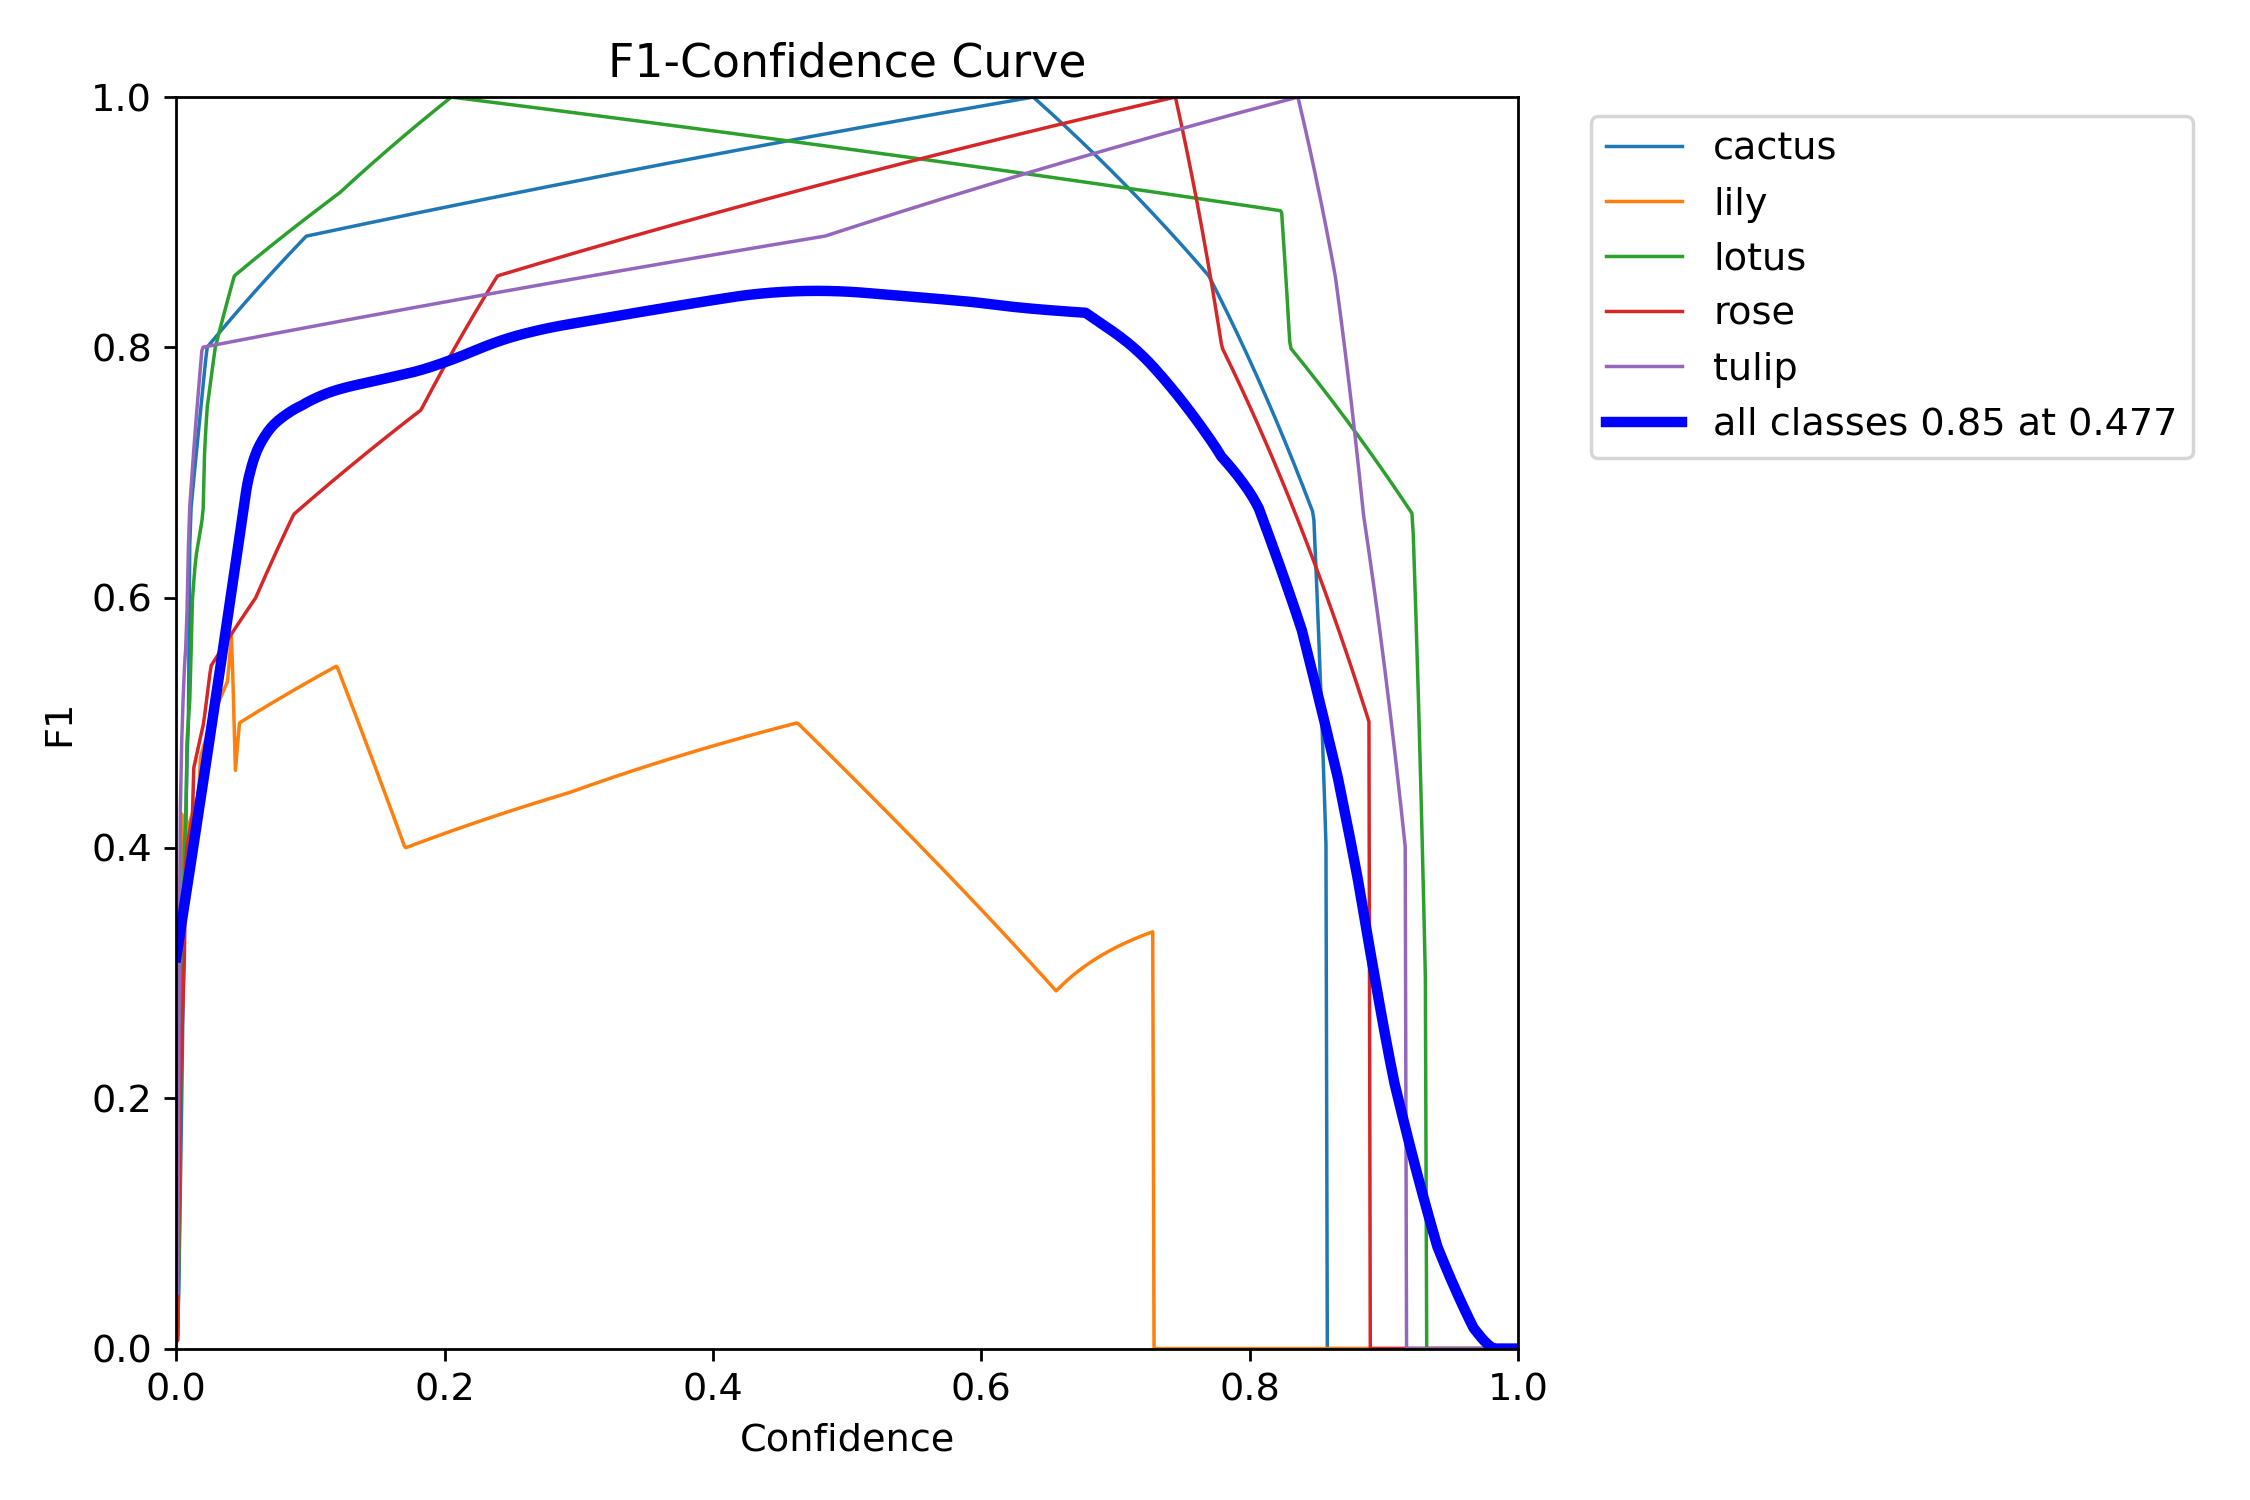 F1-Confidence Curve
1.0
0.8
0.6
0.4
0.2
0.0
F1
0.0 0.2 0.4 0.6 0.8 1.0
Confidence
cactus
lily
lotus
rose
tulip
all classes 0.85 at 0.477